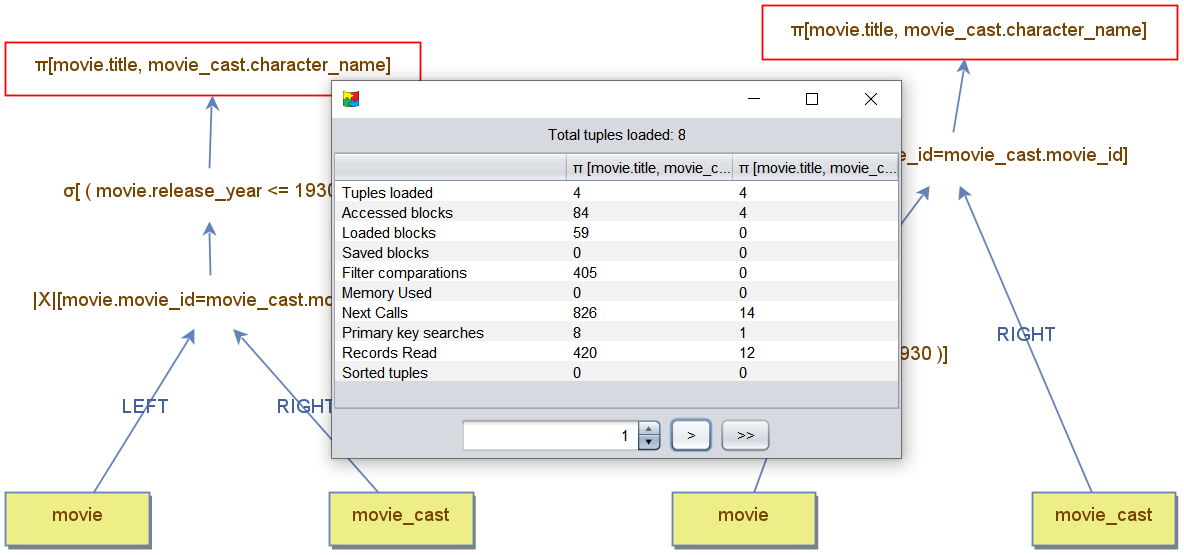 π[movie.title, movie_cast.character_name]
π[movie.title, movie_cast.character_name]
Total tuples loaded: 8
π [movie.title, movie_c... π [movie.title, movie_c...
Tuples loaded 4 4
Accessed blocks 84 4
Loaded blocks 59 0
Saved blocks 0 0
Filter comparations 405 0
Memory Used 0 0
Next Calls 826 14
Primary key searches 8 1
Records Read 420 12
Sorted tuples 0 0
1 > >>
σ[ ( movie.release_year <= 1930
|X|[movie.movie_id=movie_cast.mo
e_id=movie_cast.movie_id]
930 )]
LEFT
RIGHT
RIGHT
movie
movie_cast
movie
movie_cast